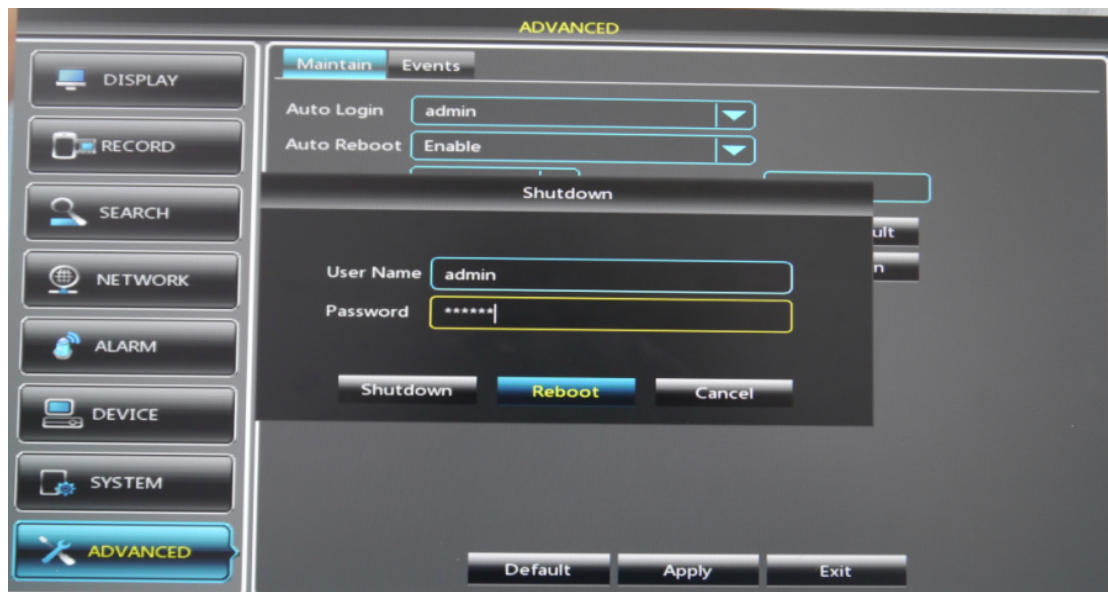 ADVANCED
DISPLAY
RECORD
SEARCH
NETWORK
ALARM
DEVICE
SYSTEM
ADVANCED
Maintain Events
Auto Login admin
Auto Reboot Enable
Shutdown
ult
n
User Name admin
Password ******
Shutdown Reboot Cancel
Default Apply Exit